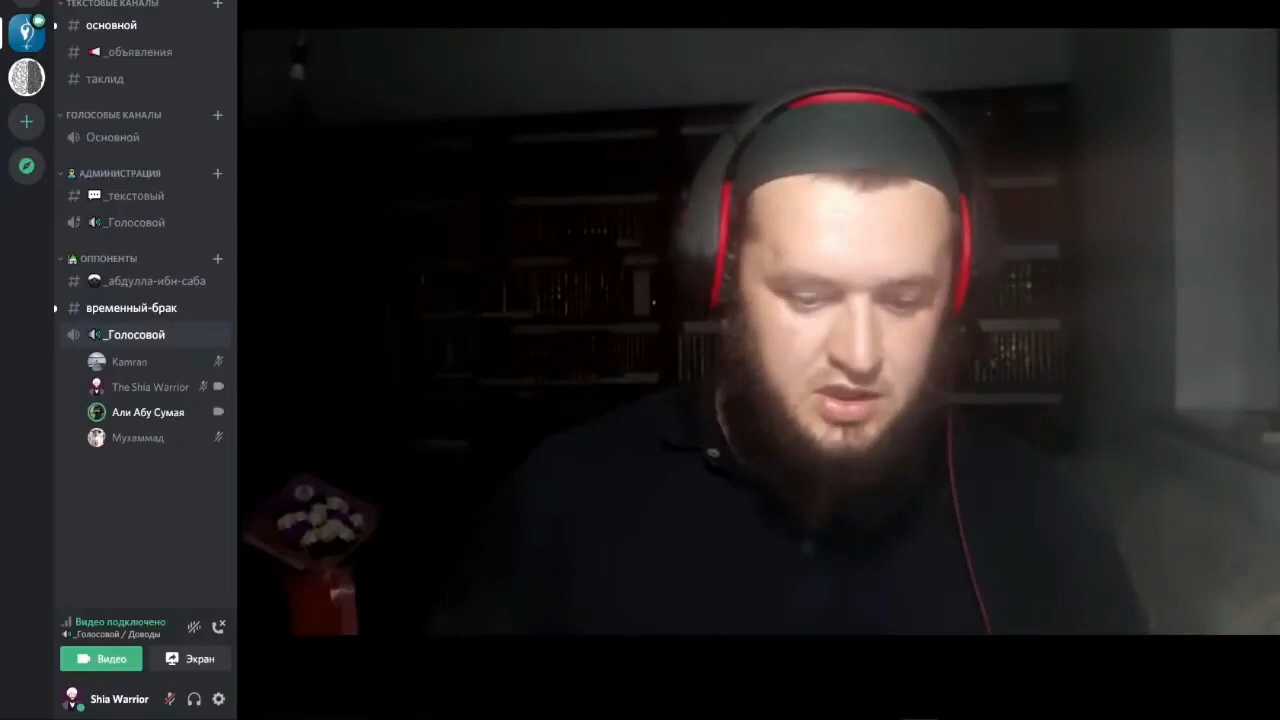 ТЕКСТОВЫЕ КАНАЛЫ
основной
_объявления
таклид
ГОЛОСОВЫЕ КАНАЛЫ
Основной
АДМИНИСТРАЦИЯ
_текстовый
_Голосовой
ОППОНЕНТЫ
_абдулла-ибн-саба
временный-брак
_Голосовой
Kamran
The Shia Warrior
Али Абу Сумая
Мухаммад
Видео подключено
_Голосовой / Доводы
Видео
Экран
Shia Warrior